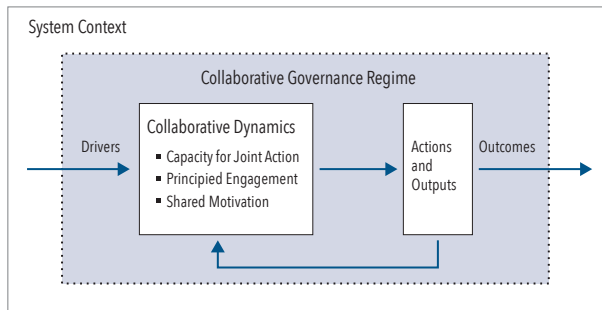 System Context
Collaborative Governance Regime
Collaborative Dynamics
▪ Capacity for Joint Action
▪ Principied Engagement
▪ Shared Motivation
Drivers
Actions
and
Outputs
Outcomes